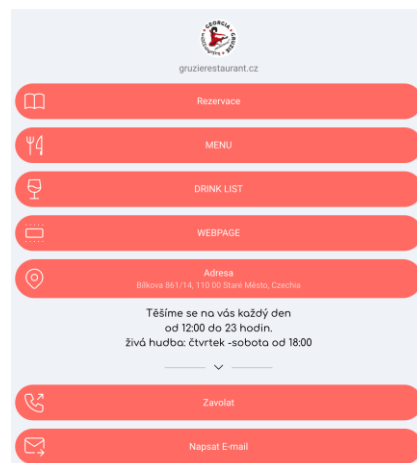 GEORGIA - GRUZIE
gruzierestaurant.cz
Rezervace
MENU
DRINK LIST
WEBPAGE
Adresa
Bílkova 861/14, 110 00 Staré Město, Czechia
Těšíme se na vás každý den
od 12:00 do 23 hodin.
živá hudba: čtvrtek -sobota od 18:00
Zavolat
Napsat E-mail